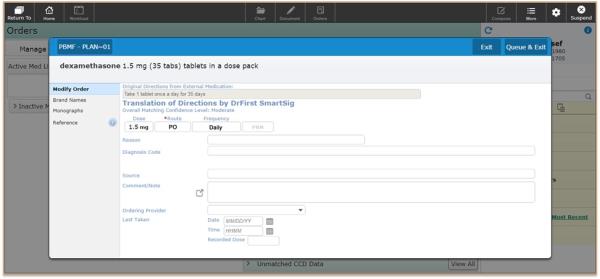 Return To
Home
Workload
Chart
Document
Orders
Compose
More
Suspend
Orders
Manage
Active Med Li
Inactive M
PBMF - PLAN~01
Exit
Queue & Exit
sef
1960
1705
dexamethasone 1.5 mg (35 tabs) tablets in a dose pack
Modify Order
Brand Names
Monographs
Reference
Original Directions from External Medication:
Take 1 tablet once a day for 35 days
Translation of Directions by DrFirst SmartSig
Overall Matching Confidence Level: Moderate
Dose *Route Frequency
1.5 mg PO Daily PRN
Reason
Diagnosis Code
Source
Comment/Note
Ordering Provider
Last Taken Date MM/DD/YY
Time HHMM
Recorded Dose
s
Most Recent
Unmatched CCD Data View All